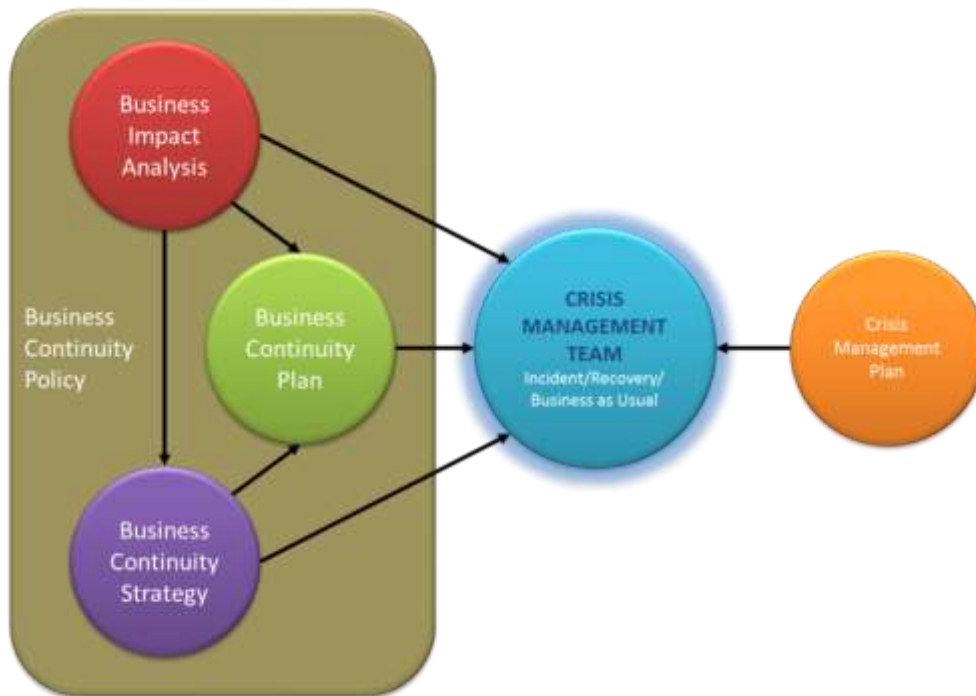 Business
Impact
Analysis
Business
Continuity
Policy
Business
Continuity
Plan
Business
Continuity
Strategy
CRISIS
MANAGEMENT
TEAM
Incident/Recovery/
Business as Usual
Crisis
Management
Plan